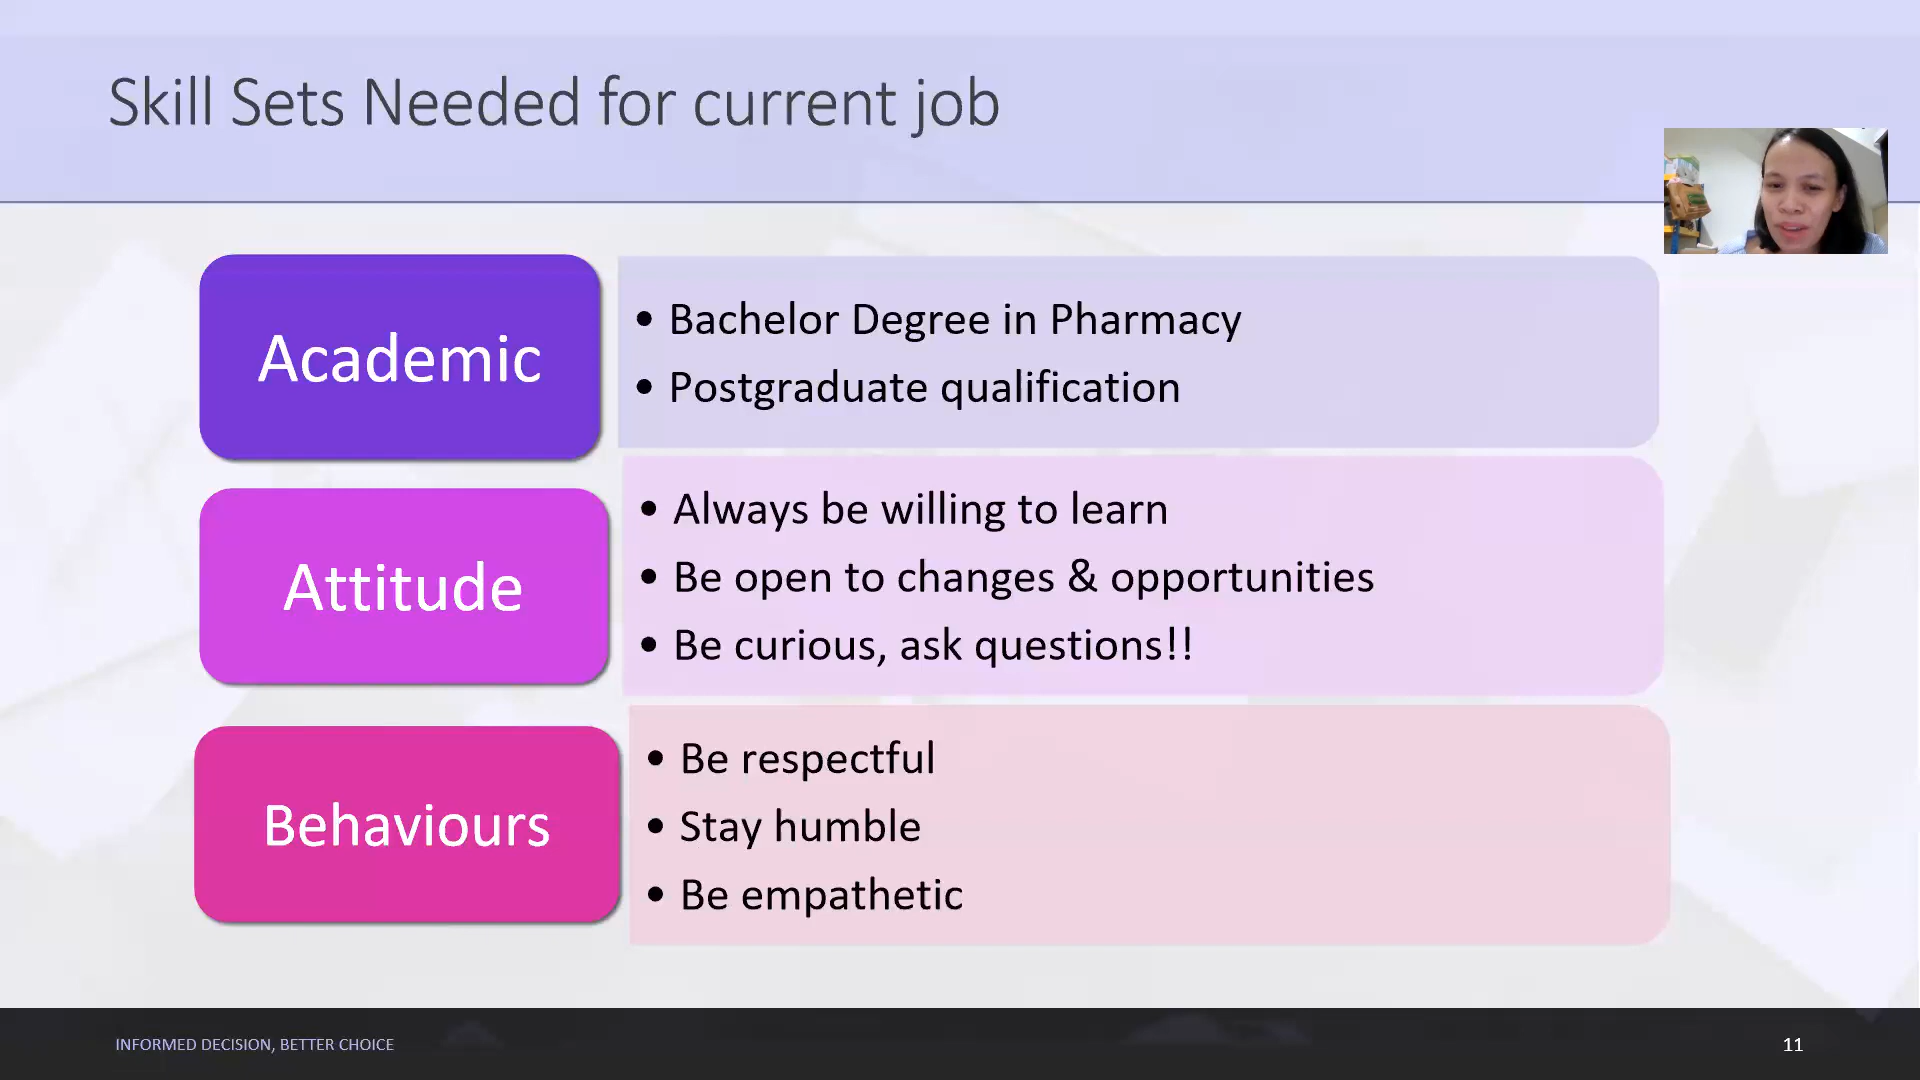 Skill Sets Needed for current job
Academic
• Bachelor Degree in Pharmacy
• Postgraduate qualification
Attitude
• Always be willing to learn
• Be open to changes & opportunities
• Be curious, ask questions!!
Behaviours
• Be respectful
• Stay humble
• Be empathetic
INFORMED DECISION, BETTER CHOICE
11